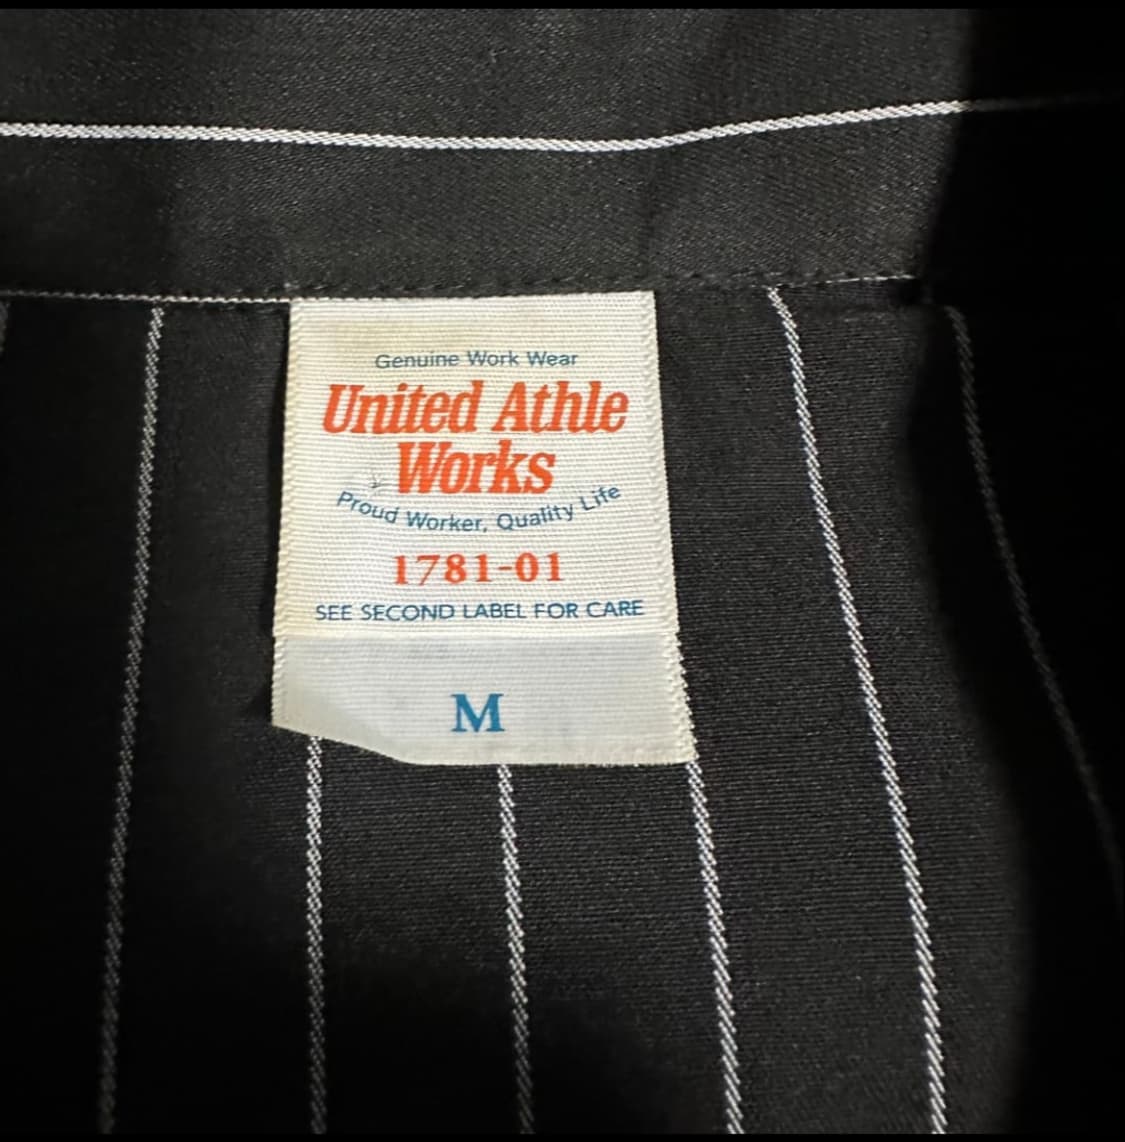 Genuine Work Wear
United Athle
Works
Proud Worker, Quality Life
1781-01
SEE SECOND LABEL FOR CARE
M